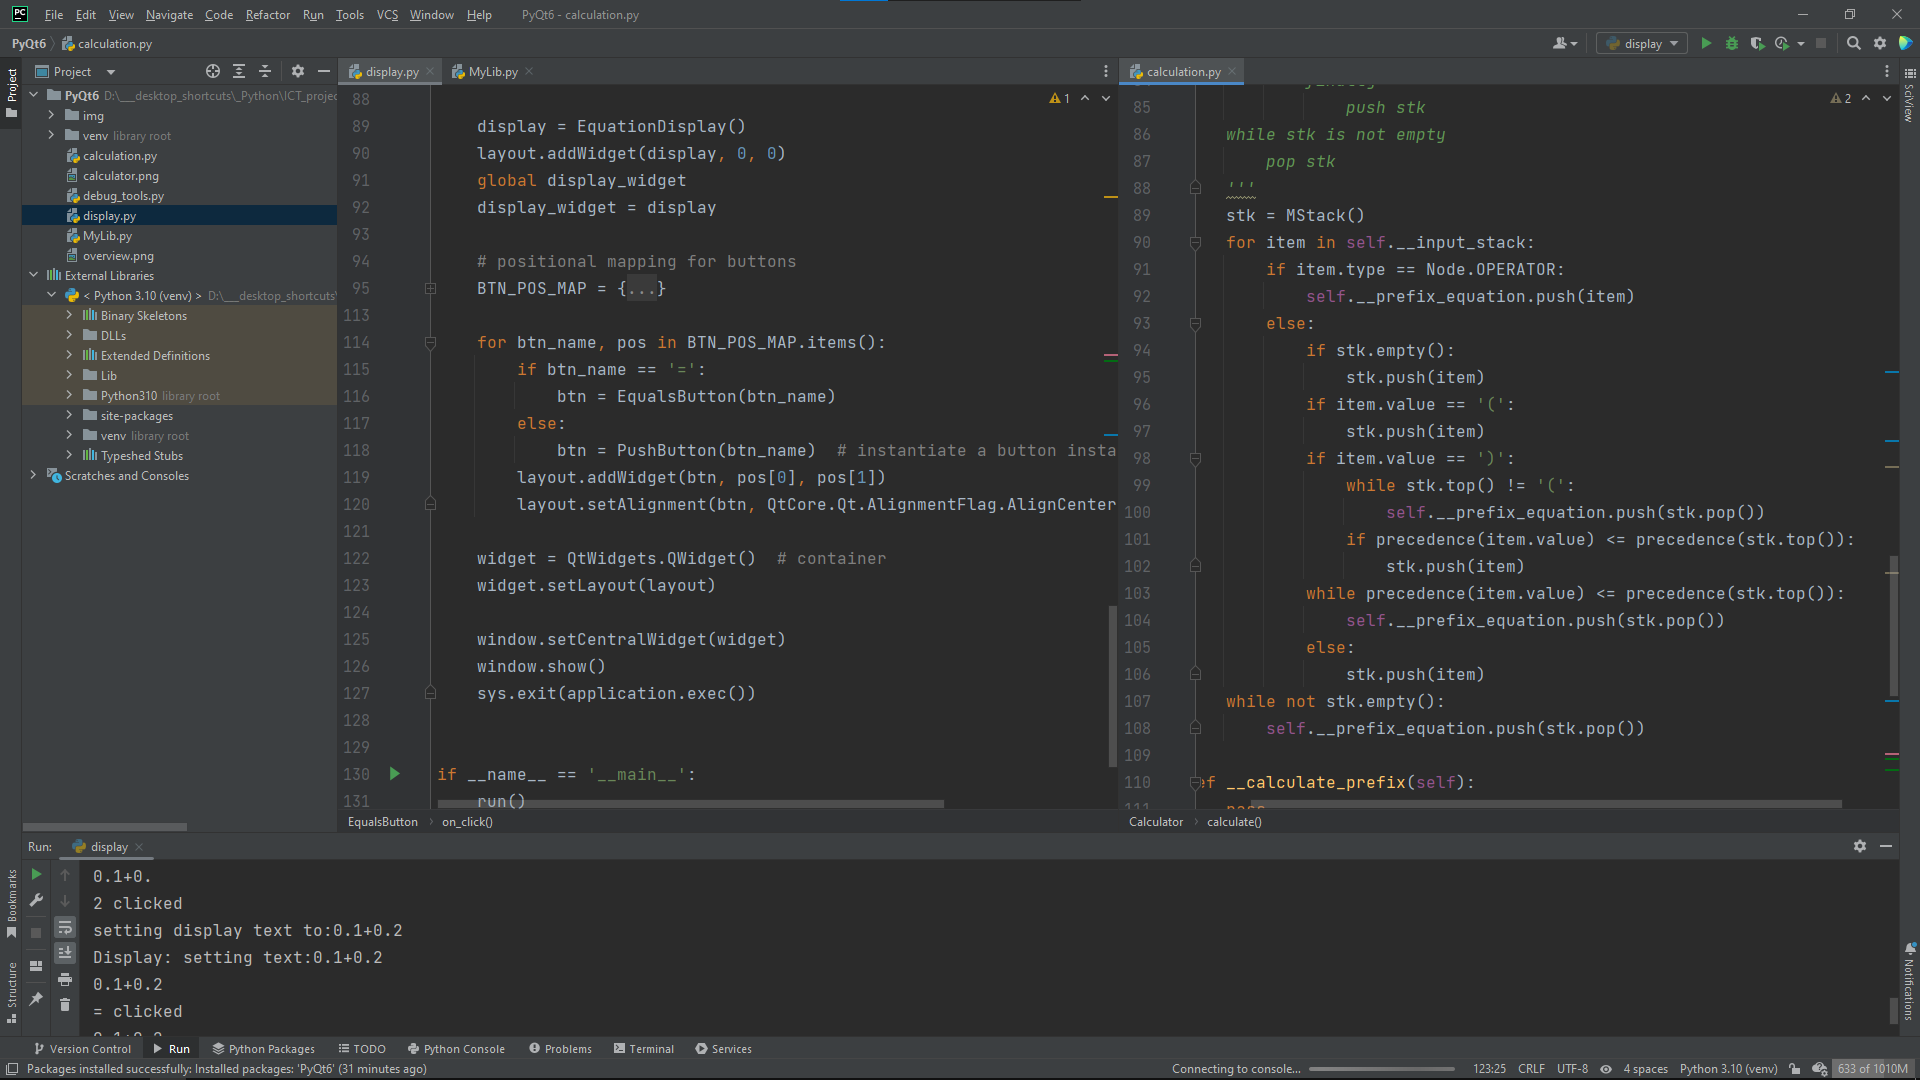 PC File Edit View Navigate Code Refactor Run Tools VCS Window Help PyQt6 - calculation.py
PyQt6 calculation.py display
Project
Project
display.py
MyLib.py
calculation.py
SciView
PyQt6 D:\___desktop_shortcuts\_Python\ICT_projec
img
venv library root
calculation.py
calculator.png
debug_tools.py
display.py
MyLib.py
overview.png
External Libraries
< Python 3.10 (venv) > D:\___desktop_shortcuts\
Binary Skeletons
DLLs
Extended Definitions
Lib
Python310 library root
site-packages
venv library root
Typeshed Stubs
Scratches and Consoles
1
88
89 display = EquationDisplay()
90 layout.addWidget(display, 0, 0)
91 global display_widget
92 display_widget = display
93
94 # positional mapping for buttons
95 BTN_POS_MAP = {...}
113
114 for btn_name, pos in BTN_POS_MAP.items():
115 if btn_name == '=':
116 btn = EqualsButton(btn_name)
117 else:
118 btn = PushButton(btn_name) # instantiate a button insta
119 layout.addWidget(btn, pos[0], pos[1])
120 layout.setAlignment(btn, QtCore.Qt.AlignmentFlag.AlignCenter
121
122 widget = QtWidgets.QWidget() # container
123 widget.setLayout(layout)
124
125 window.setCentralWidget(widget)
126 window.show()
127 sys.exit(application.exec())
128
129
130 if __name__ == '__main__':
131 run()
EqualsButton on_click()
2
85 push stk
86 while stk is not empty
87 pop stk
88 '''
89 stk = MStack()
90 for item in self.__input_stack:
91 if item.type == Node.OPERATOR:
92 self.__prefix_equation.push(item)
93 else:
94 if stk.empty():
95 stk.push(item)
96 if item.value == '(':
97 stk.push(item)
98 if item.value == ')':
99 while stk.top() != '(':
100 self.__prefix_equation.push(stk.pop())
101 if precedence(item.value) <= precedence(stk.top()):
102 stk.push(item)
103 while precedence(item.value) <= precedence(stk.top()):
104 self.__prefix_equation.push(stk.pop())
105 else:
106 stk.push(item)
107 while not stk.empty():
108 self.__prefix_equation.push(stk.pop())
109
110 ef __calculate_prefix(self):
111 pass
Calculator calculate()
Run: display
0.1+0.
2 clicked
setting display text to:0.1+0.2
Display: setting text:0.1+0.2
0.1+0.2
= clicked
Bookmarks
Structure
Notifications
Version Control Run Python Packages TODO Python Console Problems Terminal Services
Packages installed successfully: Installed packages: 'PyQt6' (31 minutes ago) Connecting to console... 123:25 CRLF UTF-8 4 spaces Python 3.10 (venv) 633 of 1010M